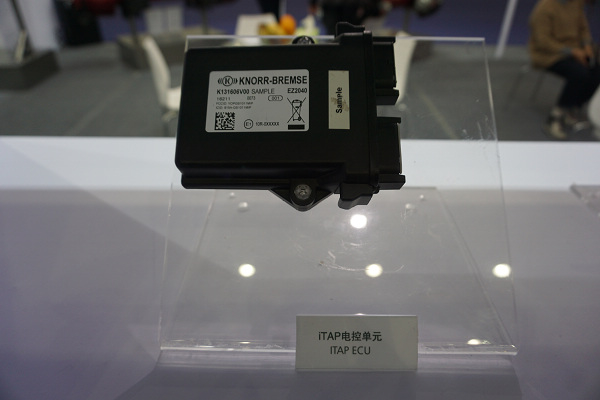 KNORR-BREMSE
K131606V00 SAMPLE EZ2040
Sample
iTAP电控单元
ITAP ECU